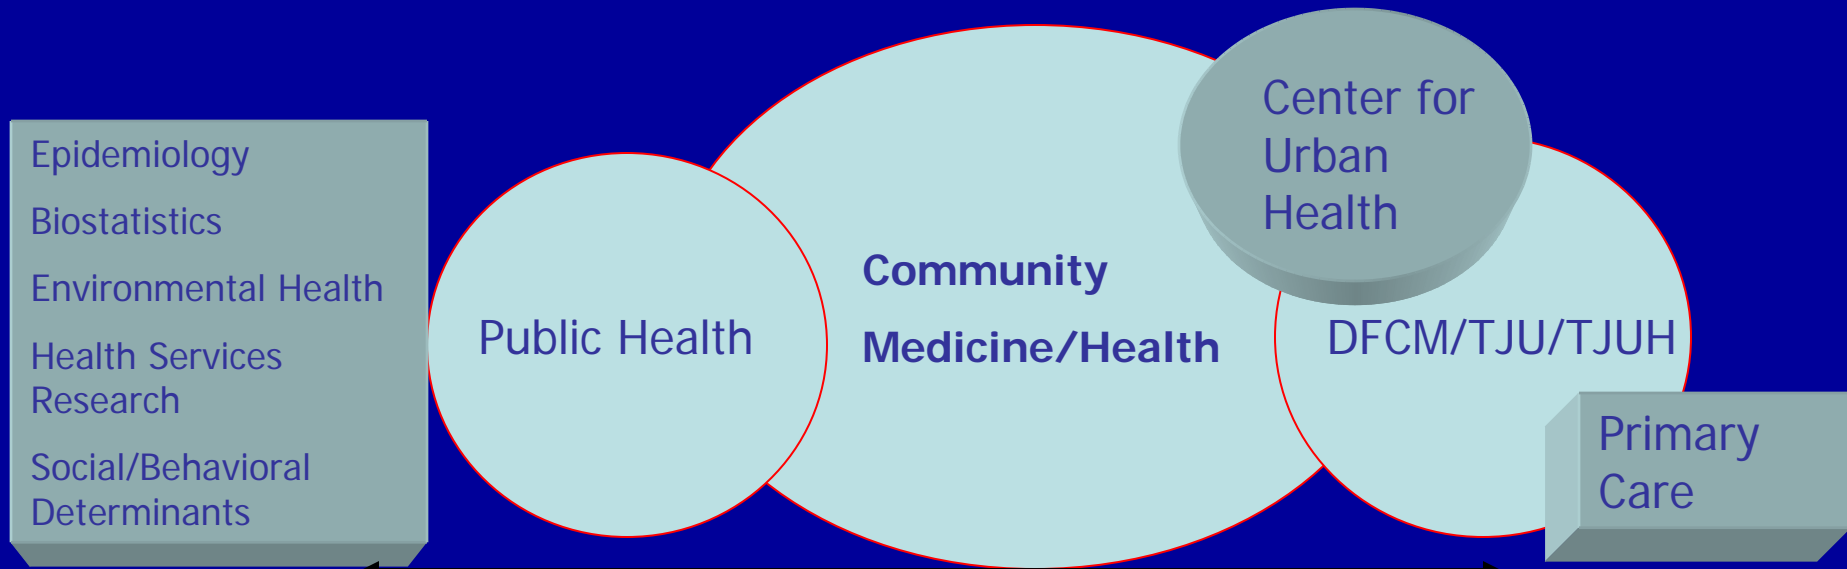 Epidemiology
Biostatistics
Environmental Health
Health Services
Research
Social/Behavioral
Determinants
Public Health
Community
Medicine/Health
Center for
Urban
Health
DFCM/TJU/TJUH
Primary
Care